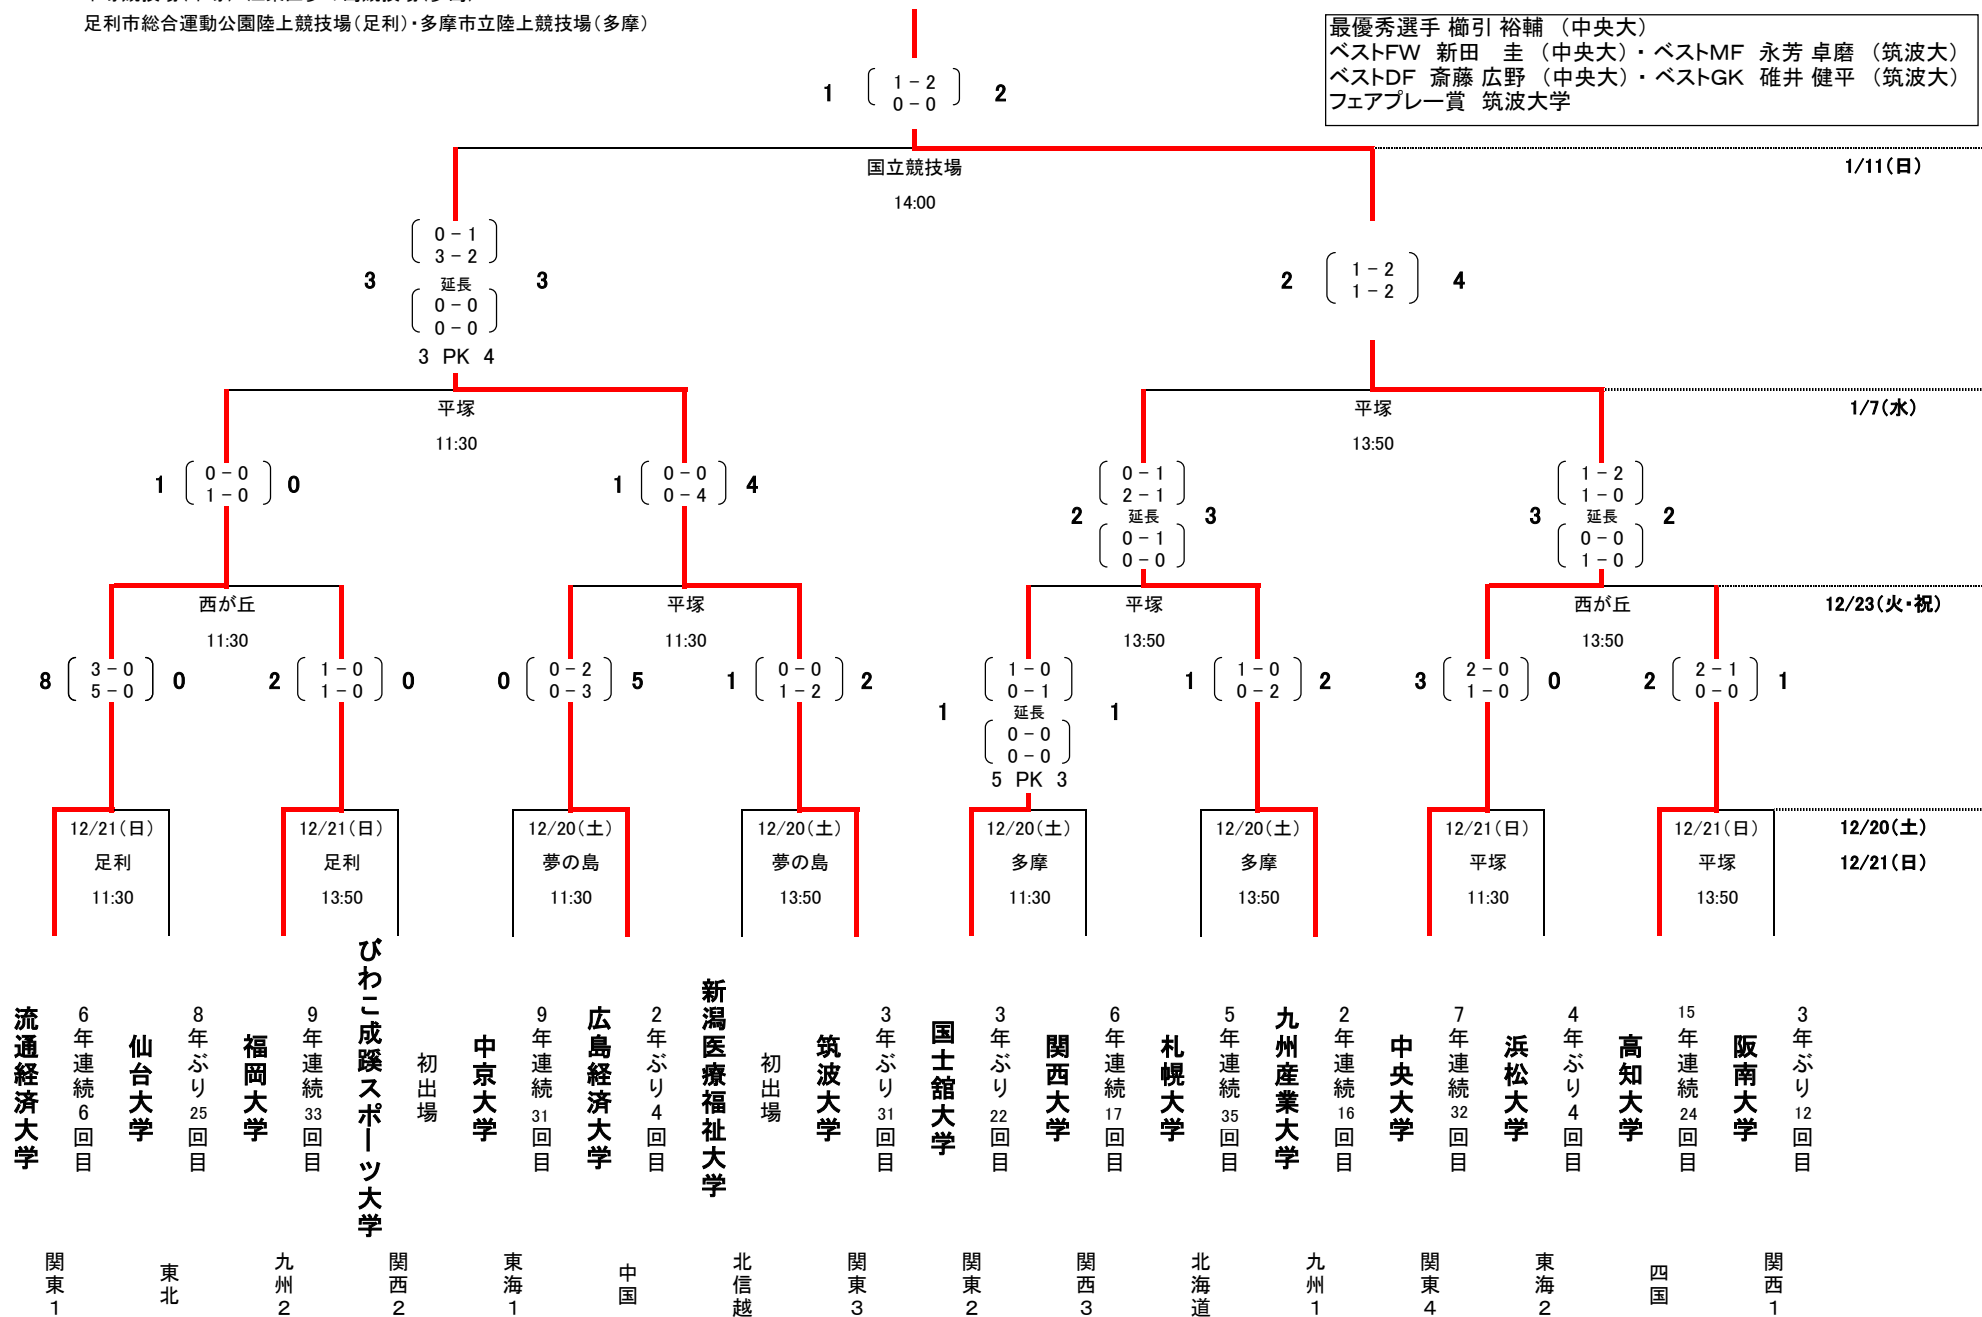 足利市総合運動公園陸上競技場(足利)・多摩市立陸上競技場(多摩)
最優秀選手 櫛引 裕輔 (中央大)
ベストFW 新田　圭 (中央大)・ベストMF 永芳 卓磨 (筑波大)
ベストDF 斎藤 広野 (中央大)・ベストGK 碓井 健平 (筑波大)
フェアプレー賞 筑波大学
1 1-2 2
0-0
国立競技場
14:00
1/11(日)
0-1
3-2
3 延長 3
0-0
0-0
3 PK 4
2 1-2 4
1-2
平塚
11:30
平塚
13:50
1/7(水)
1 0-0 0
1-0
1 0-0 4
0-4
0-1
2-1
2 延長 3
0-1
0-0
1-2
1-0
3 延長 2
0-0
1-0
西が丘
11:30
平塚
11:30
平塚
13:50
西が丘
13:50
12/23(火・祝)
8 3-0 0
5-0
2 1-0 0
1-0
0 0-2 5
0-3
1 0-0 2
1-2
1-0
0-1
1 延長 1
0-0
0-0
5 PK 3
1 1-0 2
0-2
3 2-0 0
1-0
2 2-1 1
0-0
12/21(日)
足利
11:30
12/21(日)
足利
13:50
12/20(土)
夢の島
11:30
12/20(土)
夢の島
13:50
12/20(土)
多摩
11:30
12/20(土)
多摩
13:50
12/21(日)
平塚
11:30
12/21(日)
平塚
13:50
12/20(土)
12/21(日)
流通経済大学
6年連続6回目
仙台大学
8年ぶり25回目
福岡大学
9年連続33回目
びわこ成蹊スポーツ大学
初出場
中京大学
9年連続31回目
広島経済大学
2年ぶり4回目
新潟医療福祉大学
初出場
筑波大学
3年ぶり31回目
国士舘大学
3年ぶり22回目
関西大学
6年連続17回目
札幌大学
5年連続35回目
九州産業大学
2年連続16回目
中央大学
7年連続32回目
浜松大学
4年ぶり4回目
高知大学
15年連続24回目
阪南大学
3年ぶり12回目
関東1
東北
九州2
関西2
東海1
中国
北信越
関東3
関東2
関西3
北海道
九州1
関東4
東海2
四国
関西1